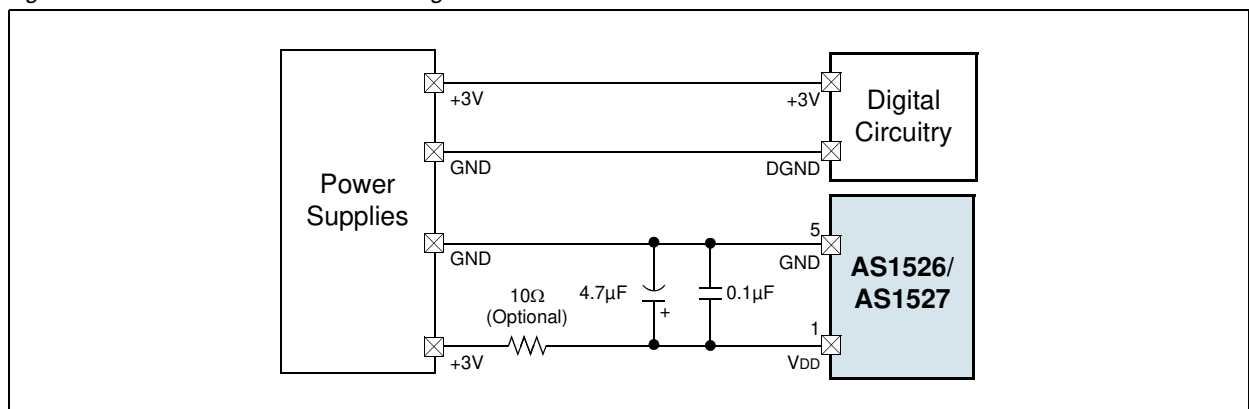 Power
Supplies
+3V
GND
GND
+3V
10Ω
(Optional)
4.7µF
+
0.1µF
+3V
DGND
Digital
Circuitry
5
GND
1
VDD
AS1526/
AS1527